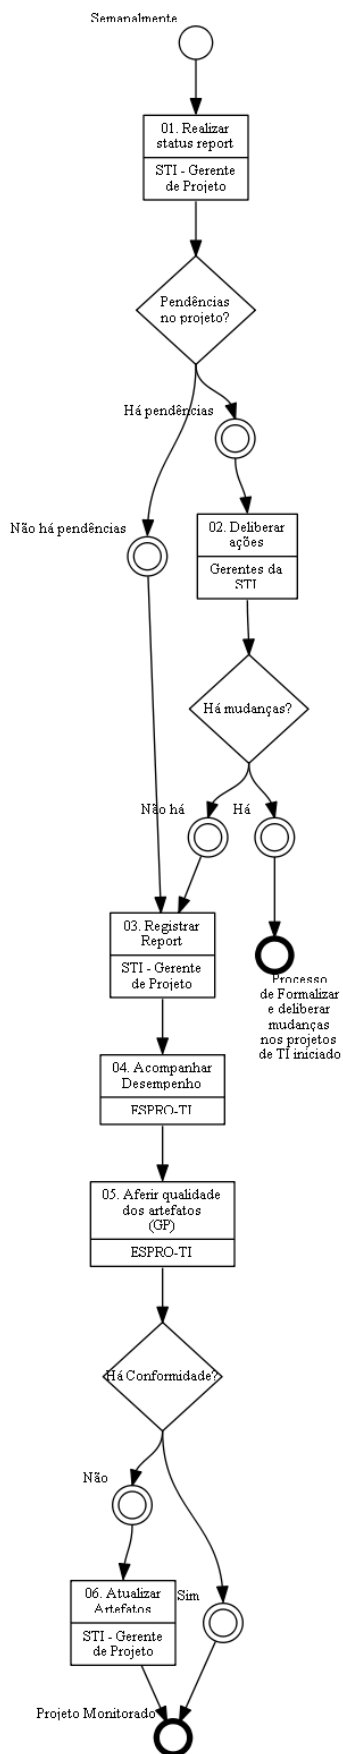 Semanalmente
01. Realizar
status report
STI - Gerente
de Projeto
Pendências
no projeto?
Há pendências
Não há pendências
02. Deliberar
ações
Gerentes da
STI
Há mudanças?
Não há
Há
03. Registrar
Report
STI - Gerente
de Projeto
Processo
de Formalizar
e deliberar
mudanças
nos projetos
de TI iniciado
04. Acompanhar
Desempenho
ESPRO-TI
05. Aferir qualidade
dos artefatos
(GP)
ESPRO-TI
Há Conformidade?
Não
06. Atualizar
Artefatos
STI - Gerente
de Projeto
Sim
Projeto Monitorado